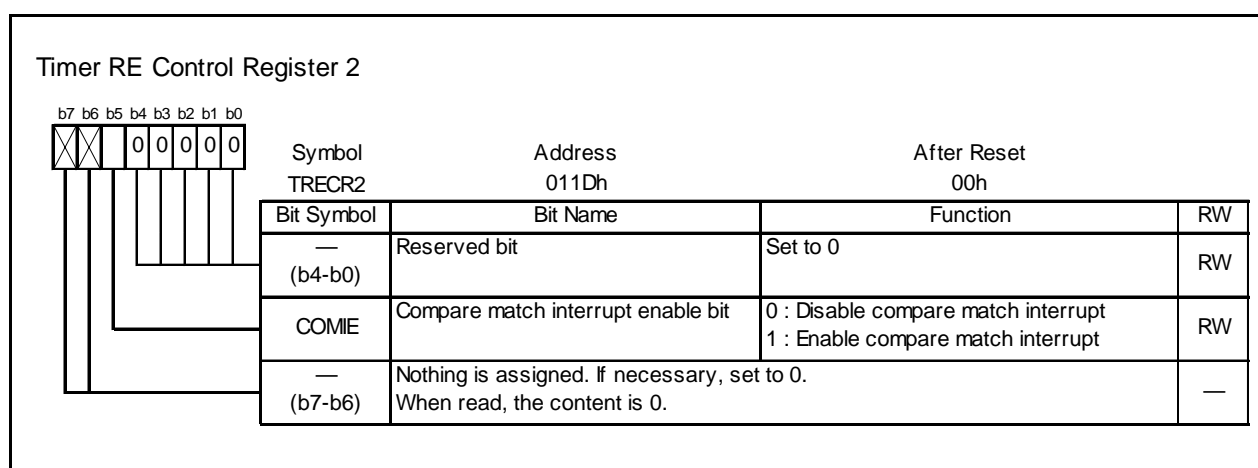 Timer RE Control Register 2
b7 b6 b5 b4 b3 b2 b1 b0
0 0 0 0 0
Symbol Address After Reset
TRECR2 011Dh 00h
Bit Symbol Bit Name Function RW
— Reserved bit Set to 0 RW
(b4-b0)
COMIE Compare match interrupt enable bit 0 : Disable compare match interrupt RW
1 : Enable compare match interrupt
— Nothing is assigned. If necessary, set to 0. —
(b7-b6) When read, the content is 0.